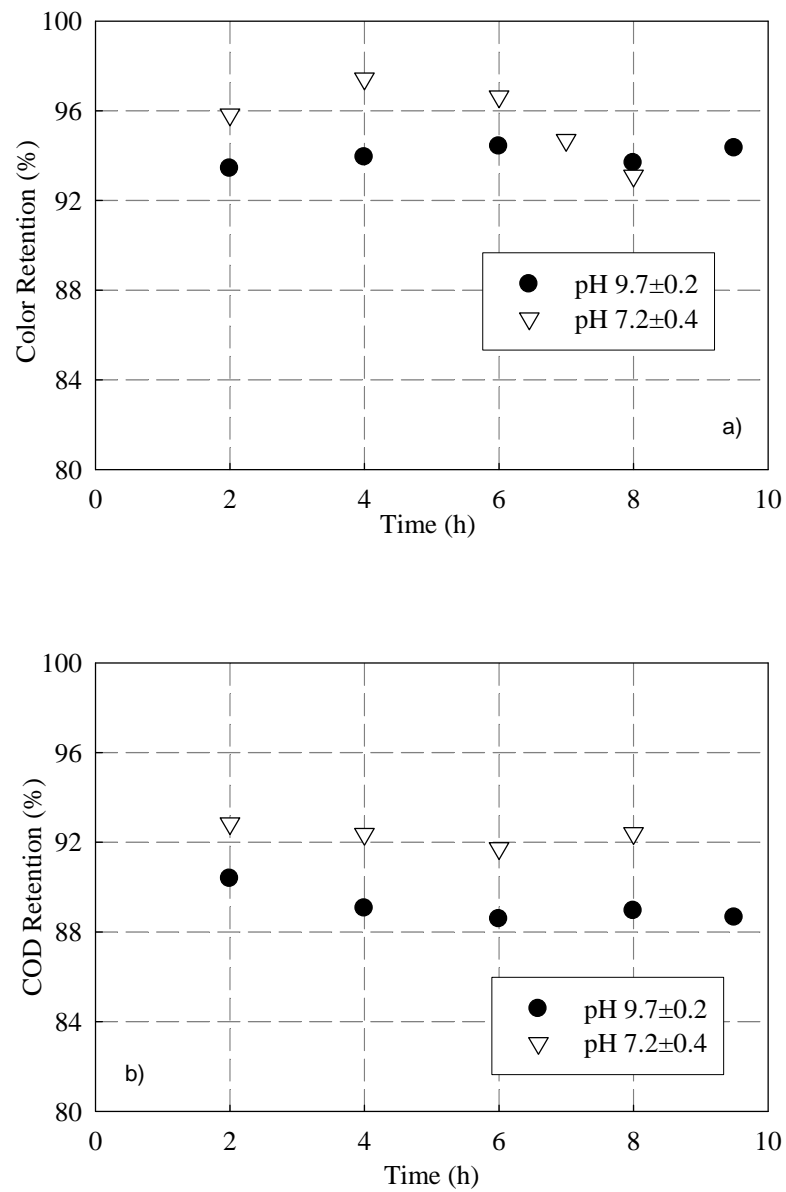 100
96
92
88
84
80
Color Retention (%)
pH 9.7±0.2
pH 7.2±0.4
a)
0 2 4 6 8 10
Time (h)
100
96
92
88
84
80
COD Retention (%)
pH 9.7±0.2
pH 7.2±0.4
b)
0 2 4 6 8 10
Time (h)